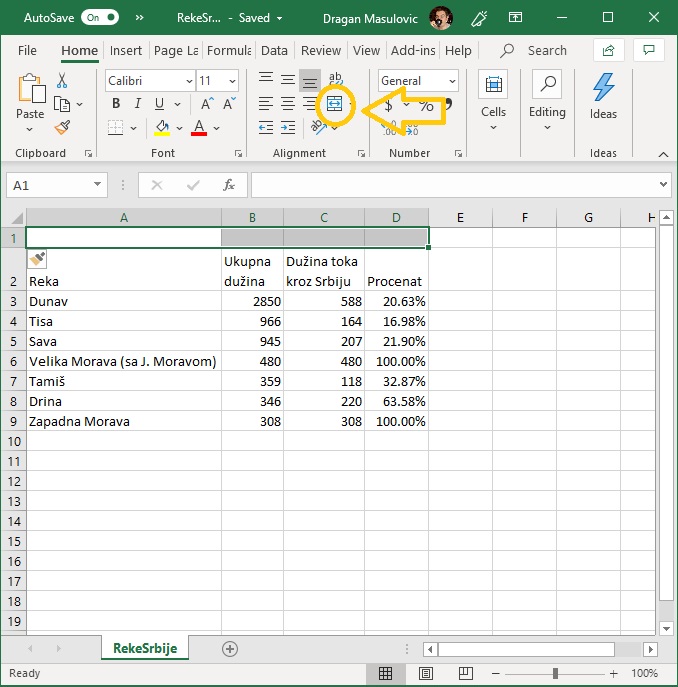 AutoSave On RekeSr... - Saved Dragan Masulovic
File Home Insert Page La Formula Data Review View Add-ins Help Search
Calibri 11 ab General
Paste B I U A A $ % Cells Editing Ideas
A ab .00
Clipboard Font Alignment Number Ideas
A1 fx
A B C D E F G H
1
2 Reka Ukupna dužina Dužina toka kroz Srbiju Procenat
3 Dunav 2850 588 20.63%
4 Tisa 966 164 16.98%
5 Sava 945 207 21.90%
6 Velika Morava (sa J. Moravom) 480 480 100.00%
7 Tamiš 359 118 32.87%
8 Drina 346 220 63.58%
9 Zapadna Morava 308 308 100.00%
10
11
12
13
14
15
16
17
18
19
RekeSrbije
Ready 100%